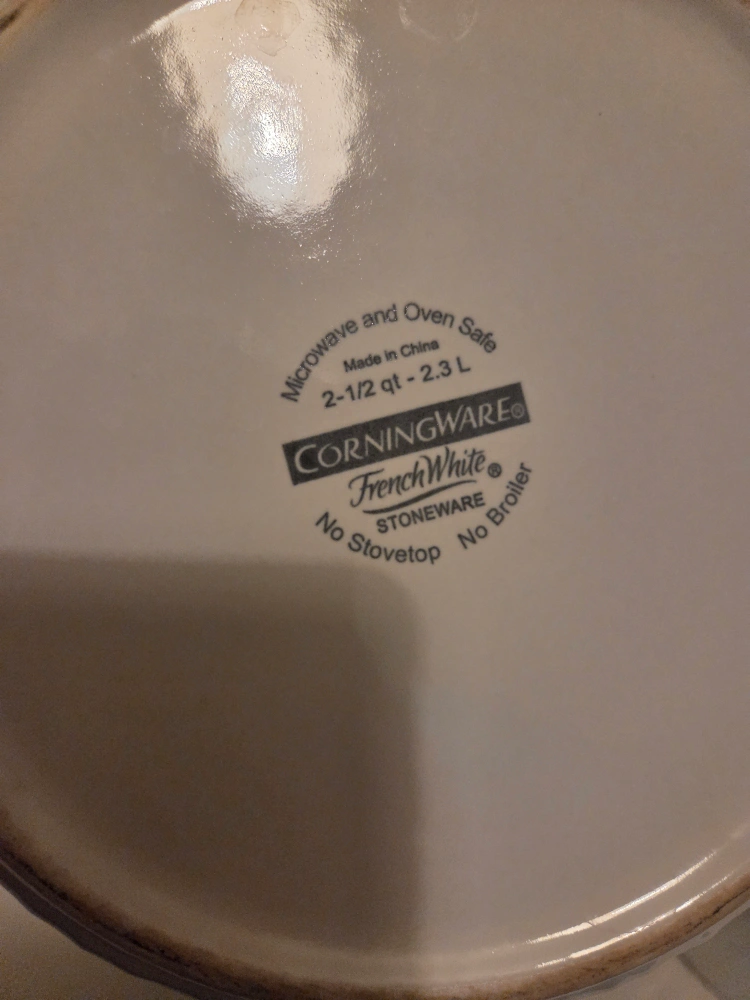 Microwave and Oven Safe
Made in China
2-1/2 qt - 2.3 L
CORNINGWARE®
French White®
STONEWARE
No Stovetop No Broiler